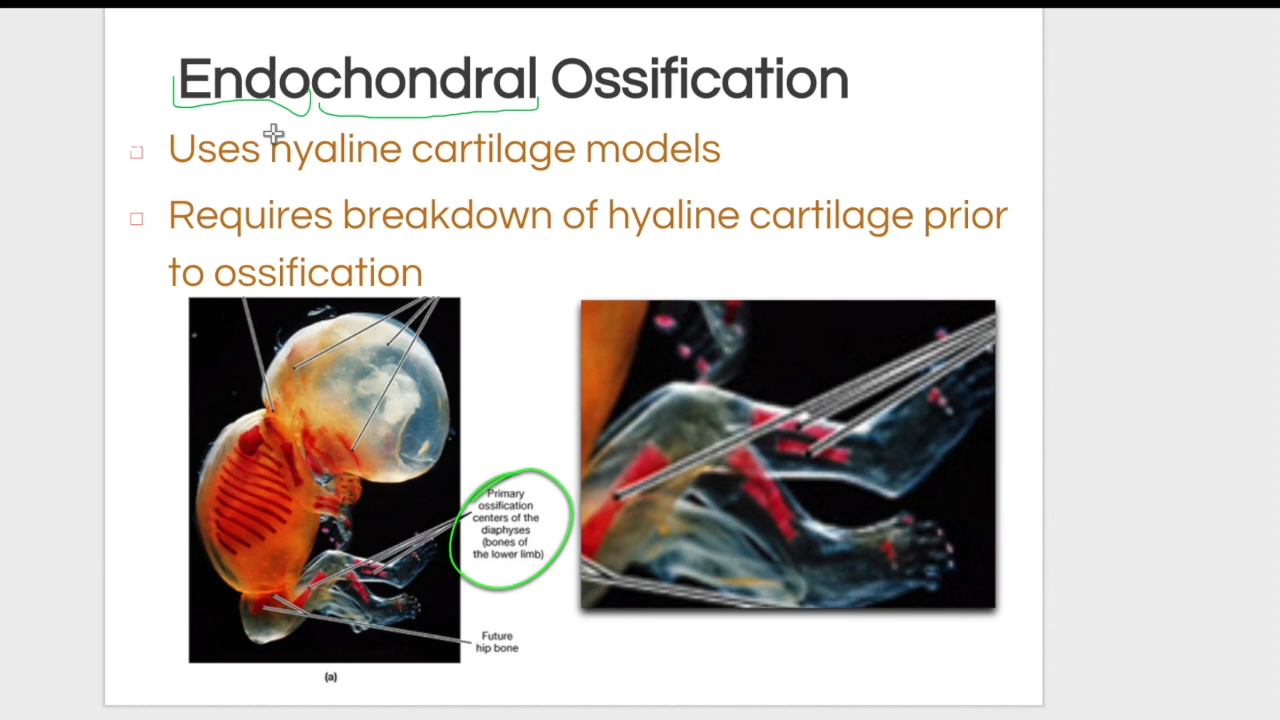 Endochondral Ossification
Uses hyaline cartilage models
Requires breakdown of hyaline cartilage prior
to ossification
Primary
ossification
centers of the
diaphyses
(bones of
the lower limb)
Future
hip bone
(a)